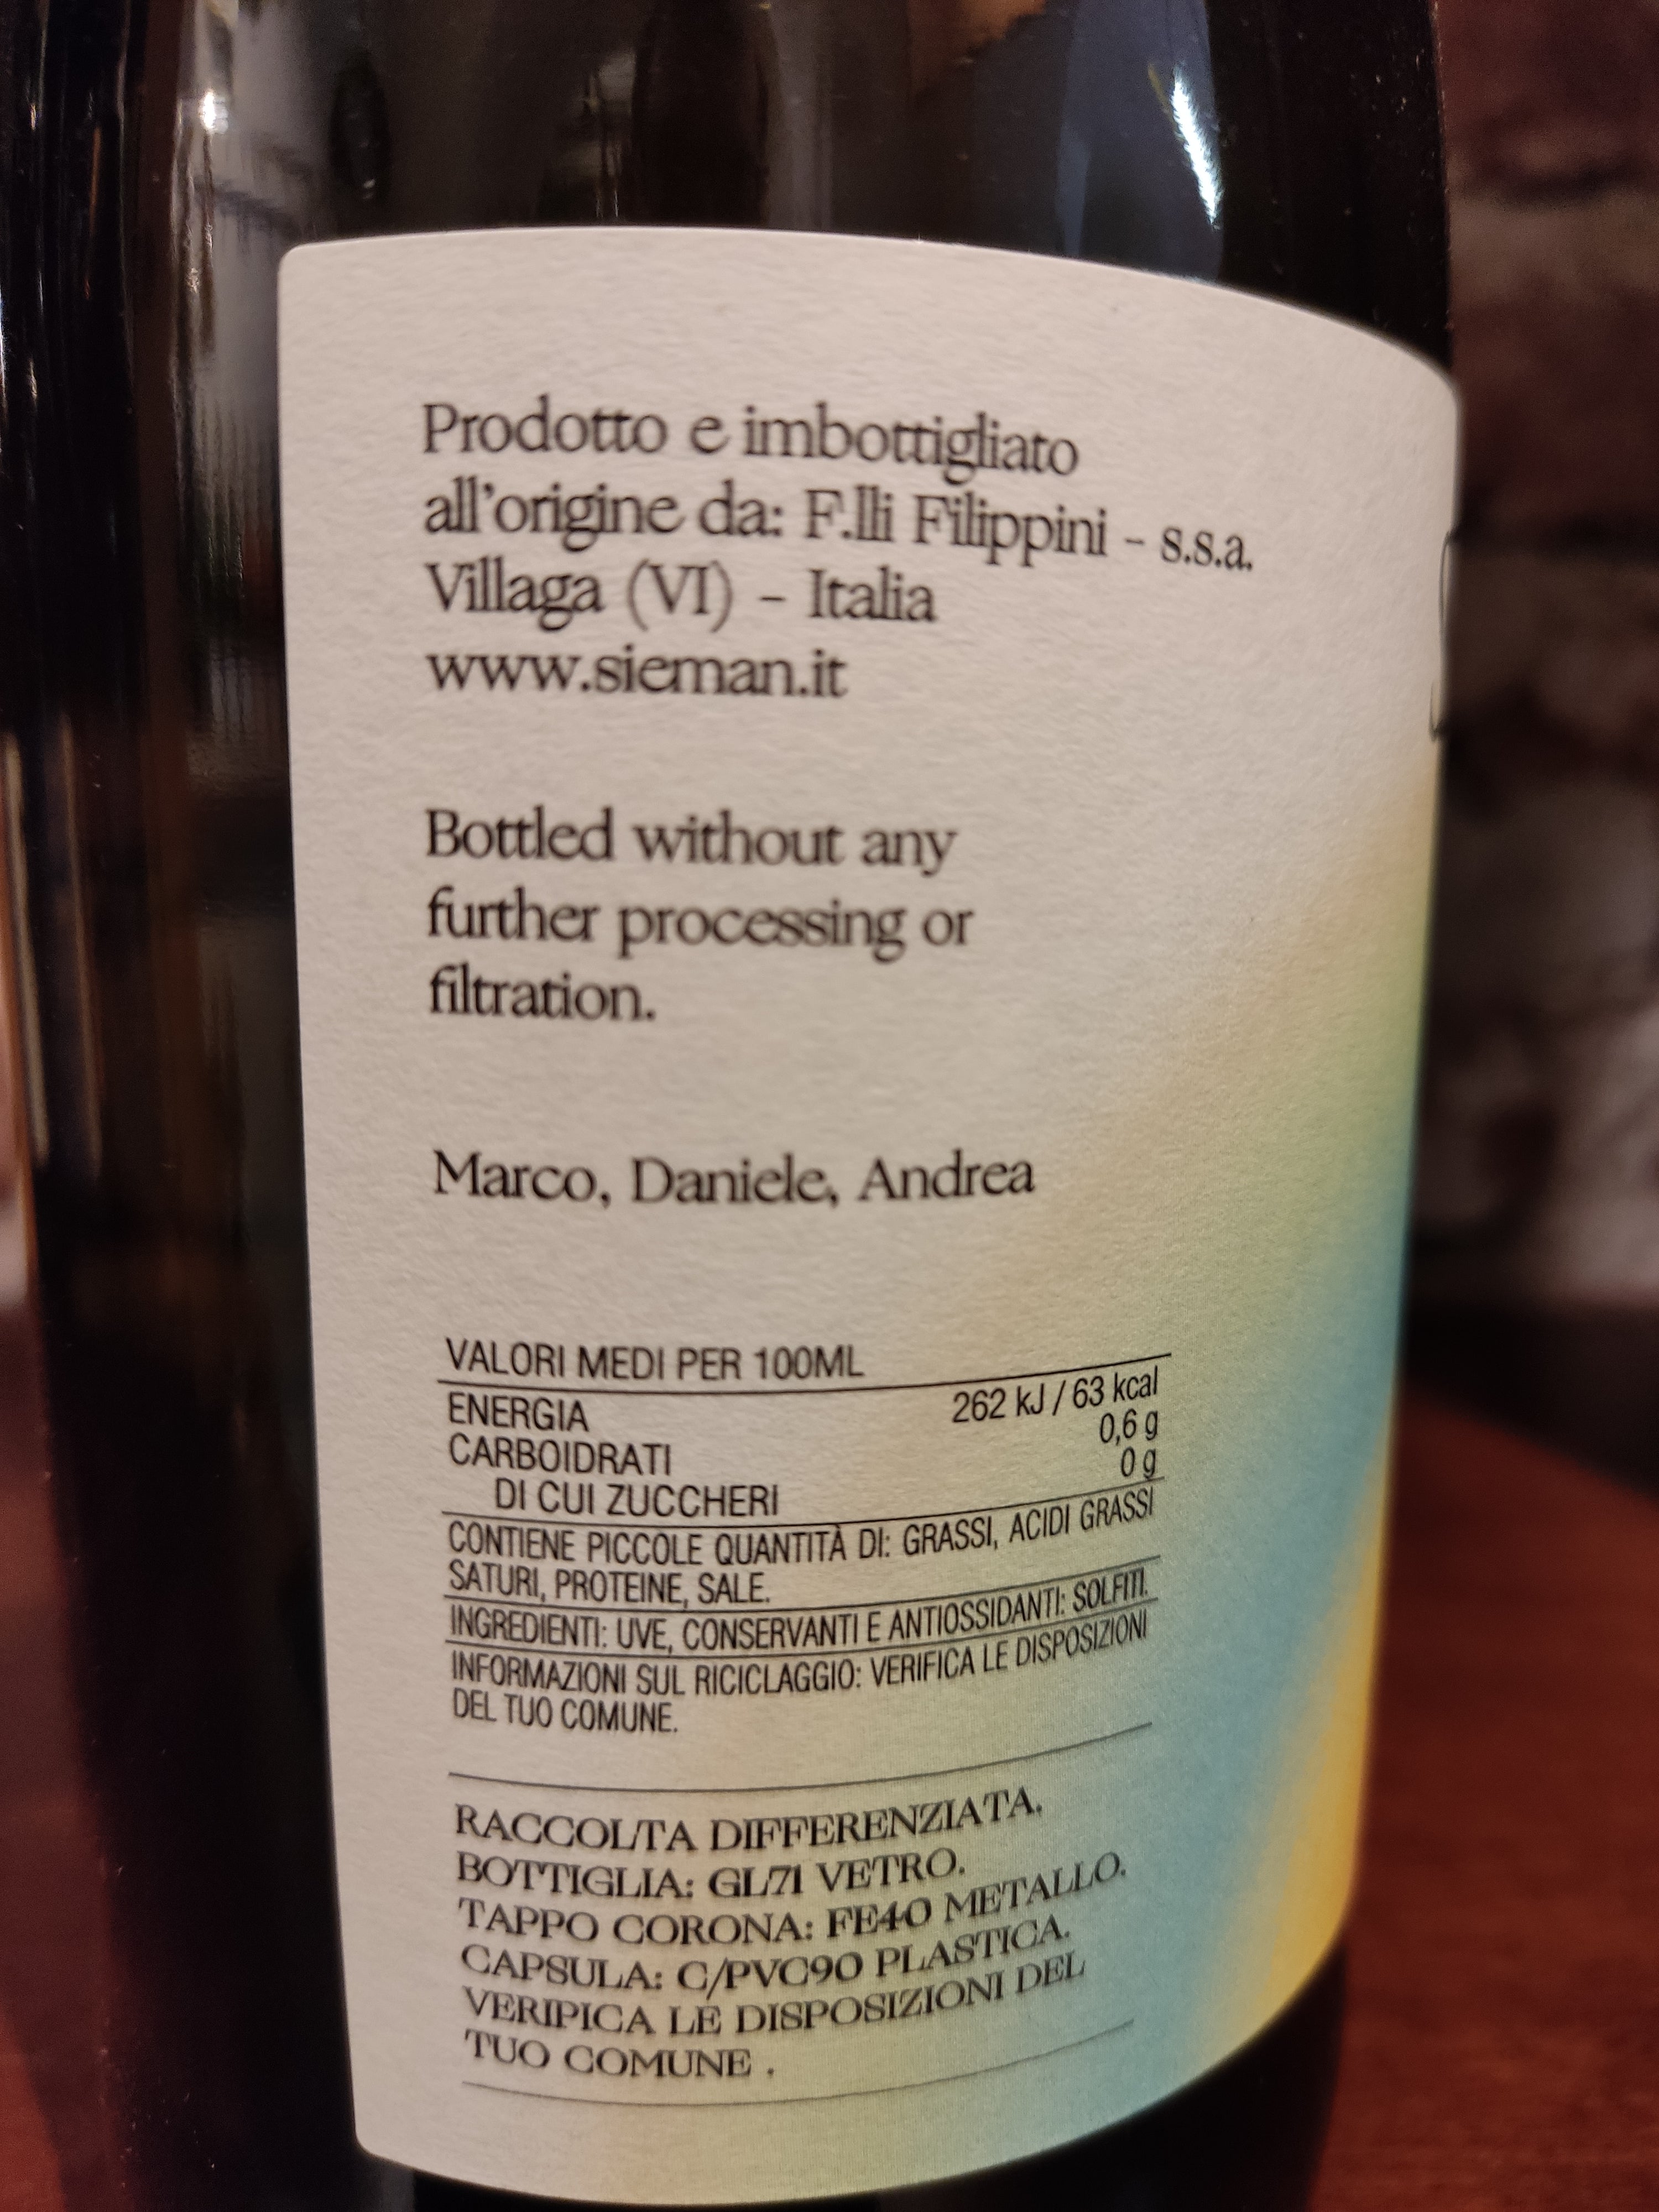 Prodotto e imbottigliato
all'origine da: F.lli Filippini - s.s.a.
Villaga (VI) - Italia
www.sieman.it
Bottled without any
further processing or
filtration.
Marco, Daniele, Andrea
VALORI MEDI PER 100ML
ENERGIA 262 kJ / 63 kcal
CARBOIDRATI 0,6 g
DI CUI ZUCCHERI 0 g
CONTIENE PICCOLE QUANTITÀ DI: GRASSI, ACIDI GRASSI
SATURI, PROTEINE, SALE.
INGREDIENTI: UVE, CONSERVANTI E ANTIOSSIDANTI: SOLFITI.
INFORMAZIONI SUL RICICLAGGIO: VERIFICA LE DISPOSIZIONI
DEL TUO COMUNE.
RACCOLTA DIFFERENZIATA.
BOTTIGLIA: GL71 VETRO.
TAPPO CORONA: FE40 METALLO.
CAPSULA: C/PVC90 PLASTICA.
VERIPICA LE DISPOSIZIONI DEL
TUO COMUNE .